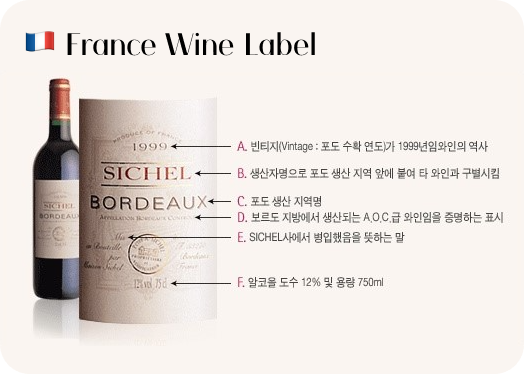 France Wine Label
PRODUCT OF FRANCE
1999
SICHEL
BORDEAUX
APPELLATION BORDEAUX CONTRÔLÉE
Mis
en Bouteille
par
Maison Sichel
Bordeaux
France
12% vol 75 cl
A. 빈티지(Vintage : 포도 수확 연도)가 1999년임와인의 역사
B. 생산자명으로 포도 생산 지역 앞에 붙여 타 와인과 구별시킴
C. 포도 생산 지역명
D. 보르도 지방에서 생산되는 A.O.C.급 와인임을 증명하는 표시
E. SICHEL사에서 병입했음을 뜻하는 말
F. 알코올 도수 12% 및 용량 750ml